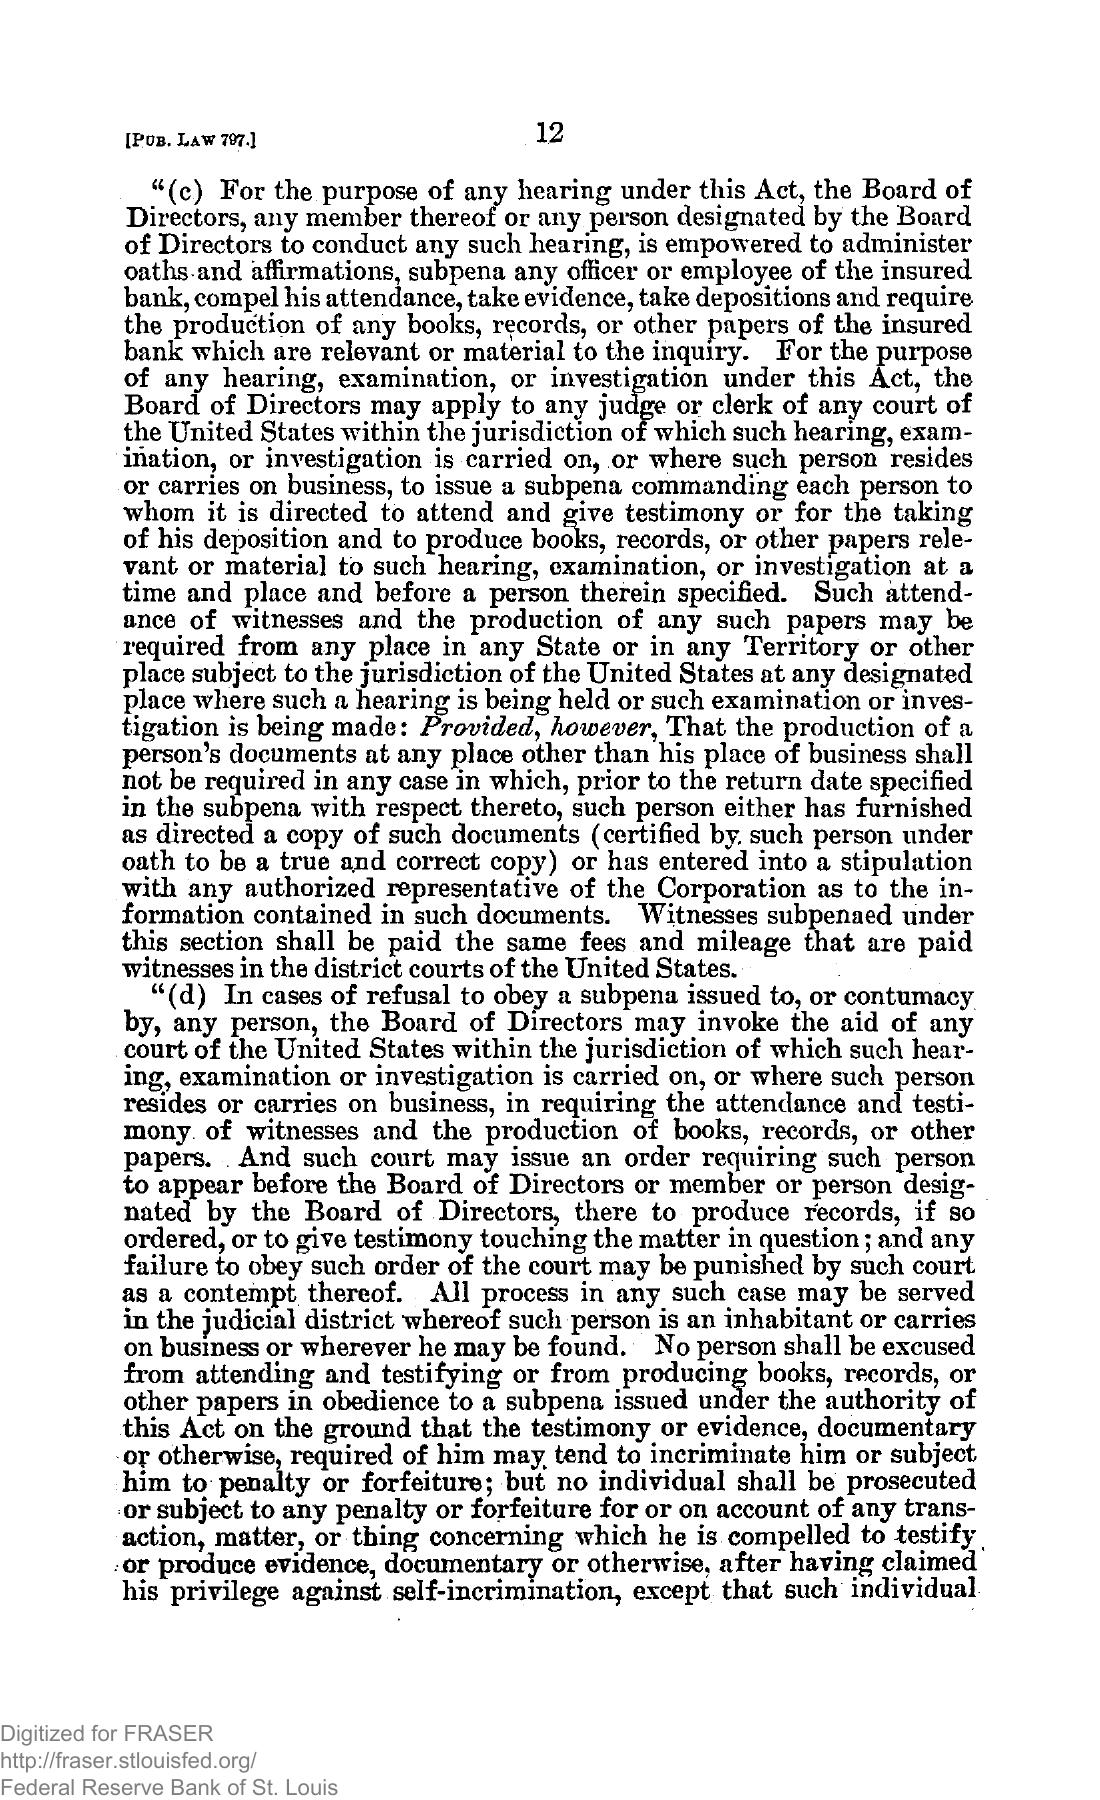 [PUB. LAW 797.]
12
"(c) For the purpose of any hearing under this Act, the Board of
Directors, any member thereof or any person designated by the Board
of Directors to conduct any such hearing, is empowered to administer
oaths and affirmations, subpena any officer or employee of the insured
bank, compel his attendance, take evidence, take depositions and require
the production of any books, records, or other papers of the insured
bank which are relevant or material to the inquiry. For the purpose
of any hearing, examination, or investigation under this Act, the
Board of Directors may apply to any judge or clerk of any court of
the United States within the jurisdiction of which such hearing, exam-
ination, or investigation is carried on, or where such person resides
or carries on business, to issue a subpena commanding each person to
whom it is directed to attend and give testimony or for the taking
of his deposition and to produce books, records, or other papers rele-
vant or material to such hearing, examination, or investigation at a
time and place and before a person therein specified. Such attend-
ance of witnesses and the production of any such papers may be
required from any place in any State or in any Territory or other
place subject to the jurisdiction of the United States at any designated
place where such a hearing is being held or such examination or inves-
tigation is being made: Provided, however, That the production of a
person's documents at any place other than his place of business shall
not be required in any case in which, prior to the return date specified
in the subpena with respect thereto, such person either has furnished
as directed a copy of such documents (certified by such person under
oath to be a true and correct copy) or has entered into a stipulation
with any authorized representative of the Corporation as to the in-
formation contained in such documents. Witnesses subpenaed under
this section shall be paid the same fees and mileage that are paid
witnesses in the district courts of the United States.
"(d) In cases of refusal to obey a subpena issued to, or contumacy
by, any person, the Board of Directors may invoke the aid of any
court of the United States within the jurisdiction of which such hear-
ing, examination or investigation is carried on, or where such person
resides or carries on business, in requiring the attendance and testi-
mony of witnesses and the production of books, records, or other
papers. And such court may issue an order requiring such person
to appear before the Board of Directors or member or person desig-
nated by the Board of Directors, there to produce records, if so
ordered, or to give testimony touching the matter in question; and any
failure to obey such order of the court may be punished by such court
as a contempt thereof. All process in any such case may be served
in the judicial district whereof such person is an inhabitant or carries
on business or wherever he may be found. No person shall be excused
from attending and testifying or from producing books, records, or
other papers in obedience to a subpena issued under the authority of
this Act on the ground that the testimony or evidence, documentary
or otherwise, required of him may tend to incriminate him or subject
him to penalty or forfeiture; but no individual shall be prosecuted
or subject to any penalty or forfeiture for or on account of any trans-
action, matter, or thing concerning which he is compelled to testify
or produce evidence, documentary or otherwise, after having claimed
his privilege against self-incrimination, except that such individual
Digitized for FRASER
http://fraser.stlouisfed.org/
Federal Reserve Bank of St. Louis